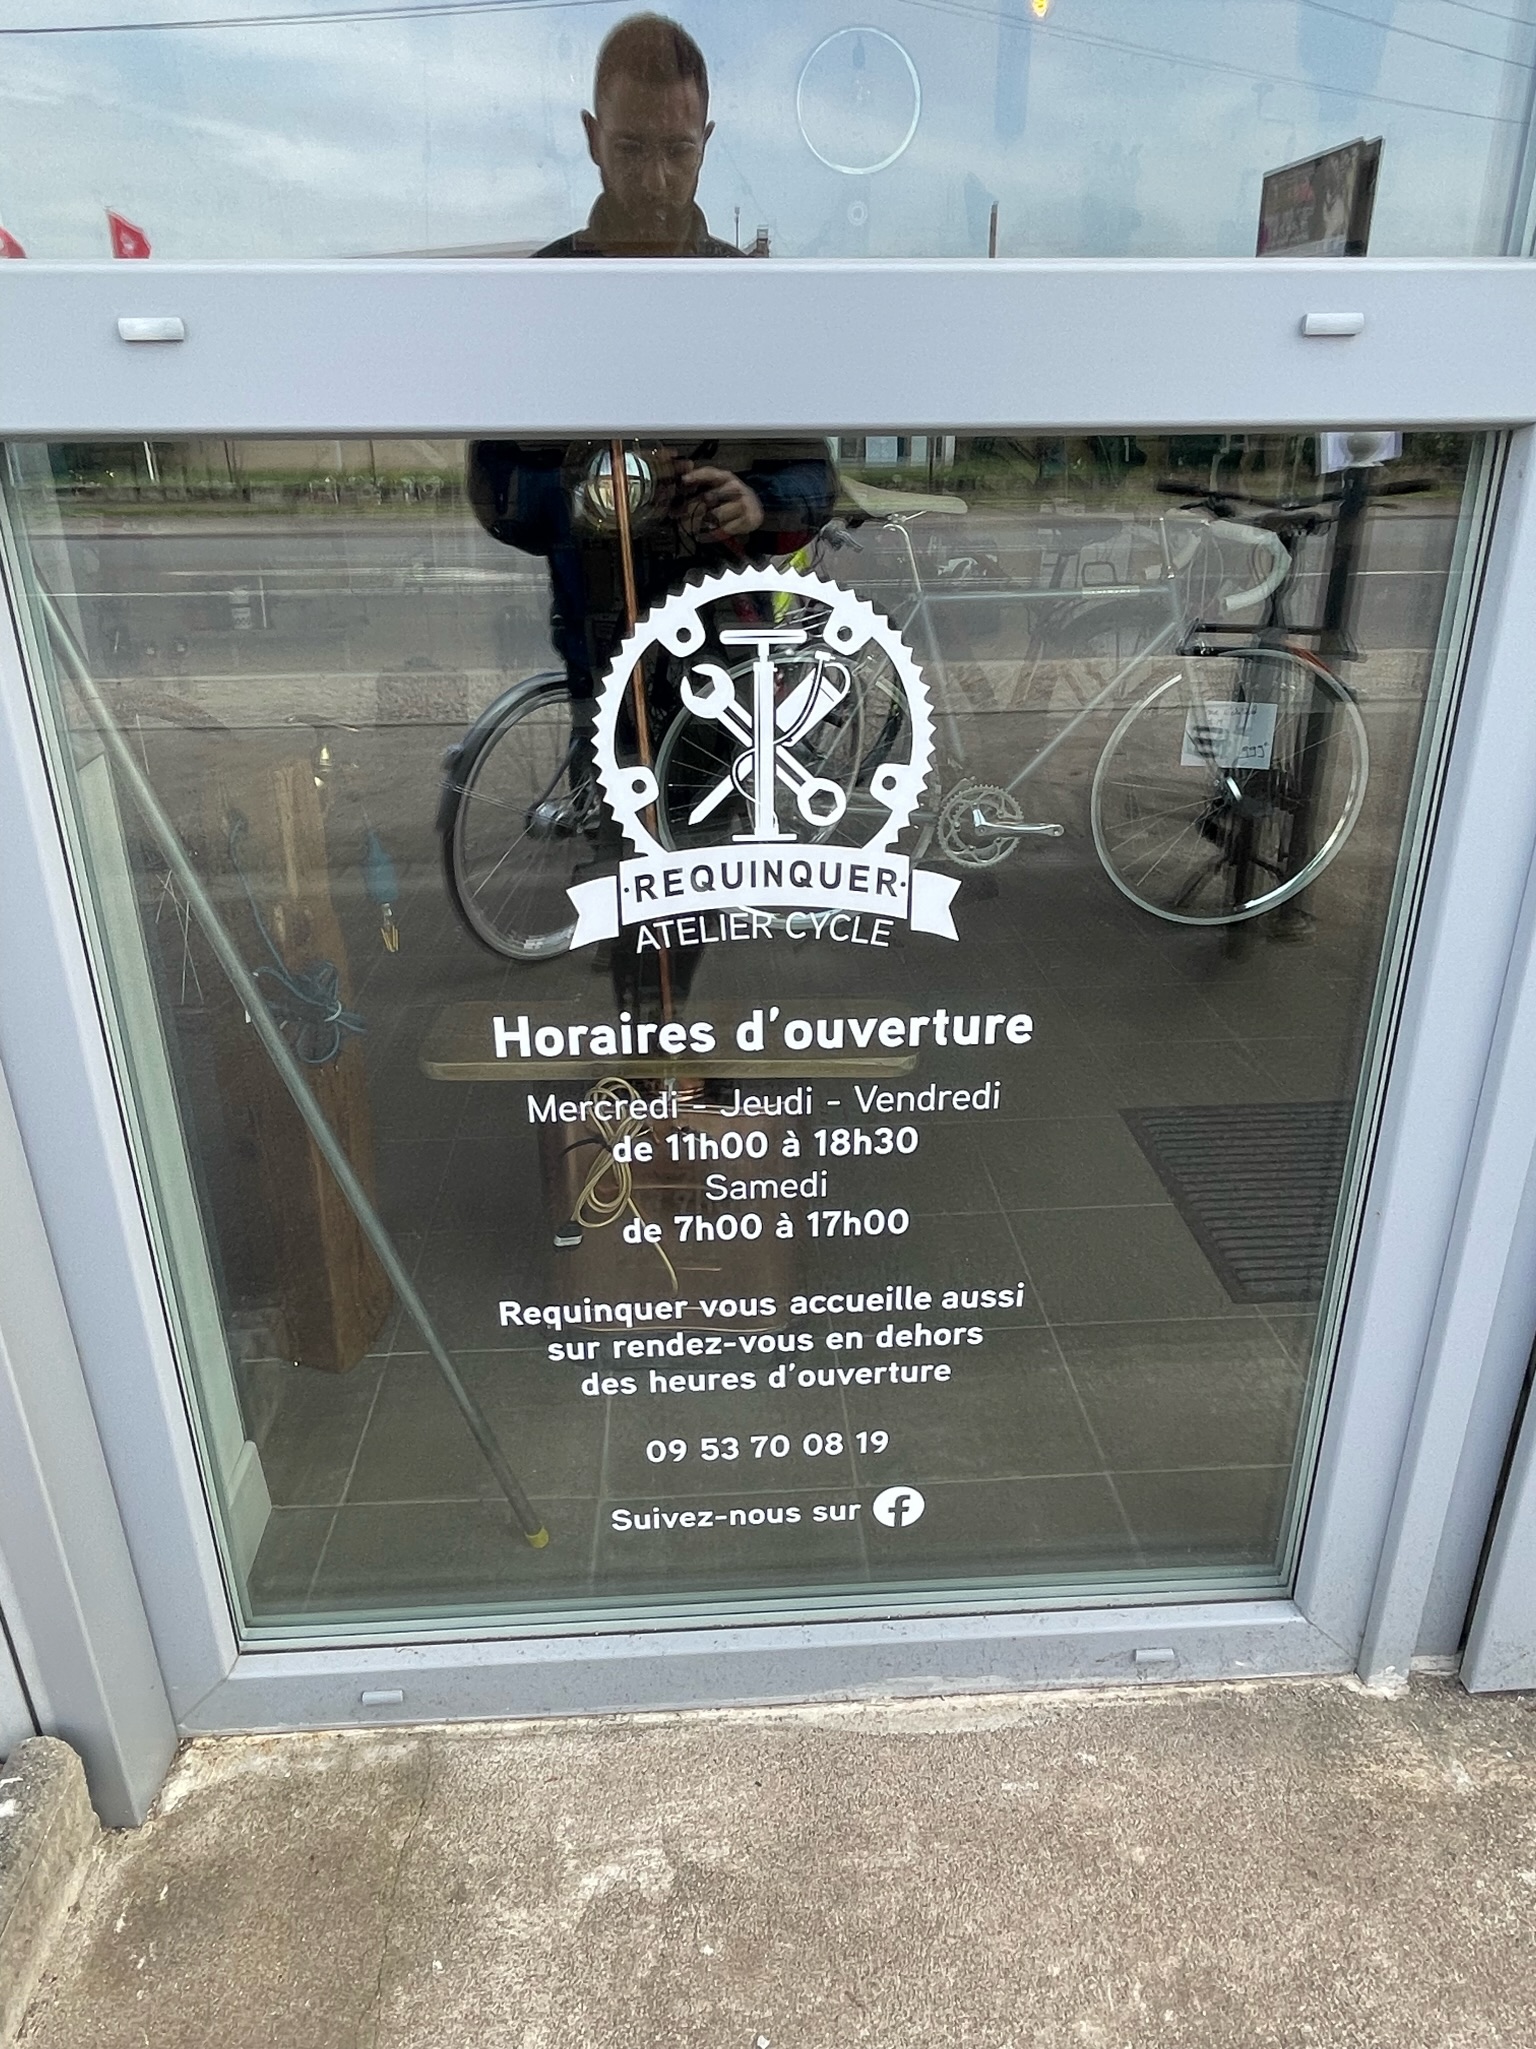 ·REQUINQUER·
ATELIER CYCLE
Horaires d'ouverture
Mercredi - Jeudi - Vendredi
de 11h00 à 18h30
Samedi
de 7h00 à 17h00
Requinquer vous accueille aussi
sur rendez-vous en dehors
des heures d'ouverture
09 53 70 08 19
Suivez-nous sur